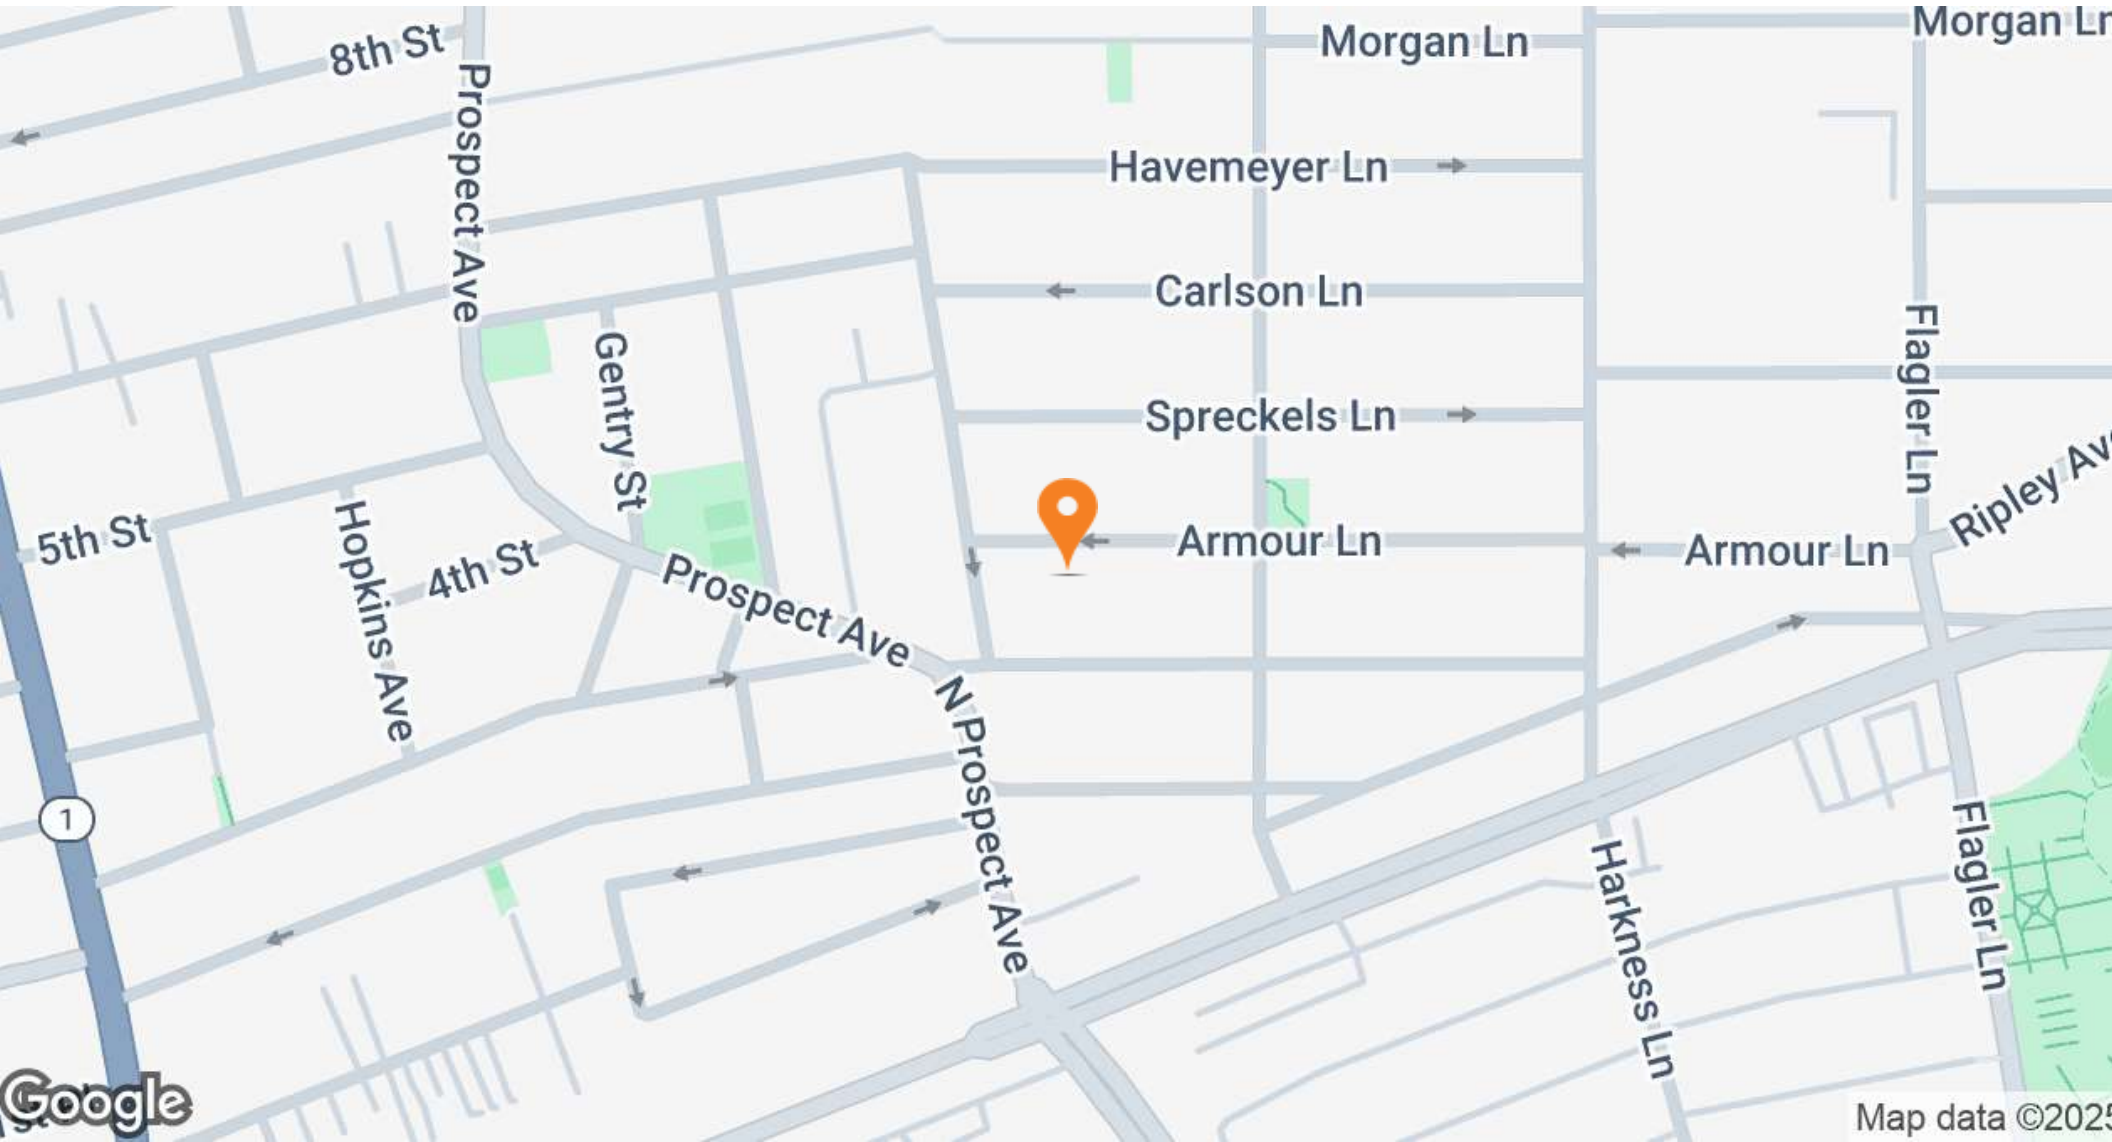 8th St
Morgan Ln
Morgan Ln
Prospect Ave
Havemeyer Ln
Carlson Ln
Flagler Ln
Gentry St
Spreckels Ln
Ripley Ave
5th St
Hopkins Ave
4th St
Armour Ln
Armour Ln
Prospect Ave
N Prospect Ave
1
Harkness Ln
Flagler Ln
Google
Map data ©2025